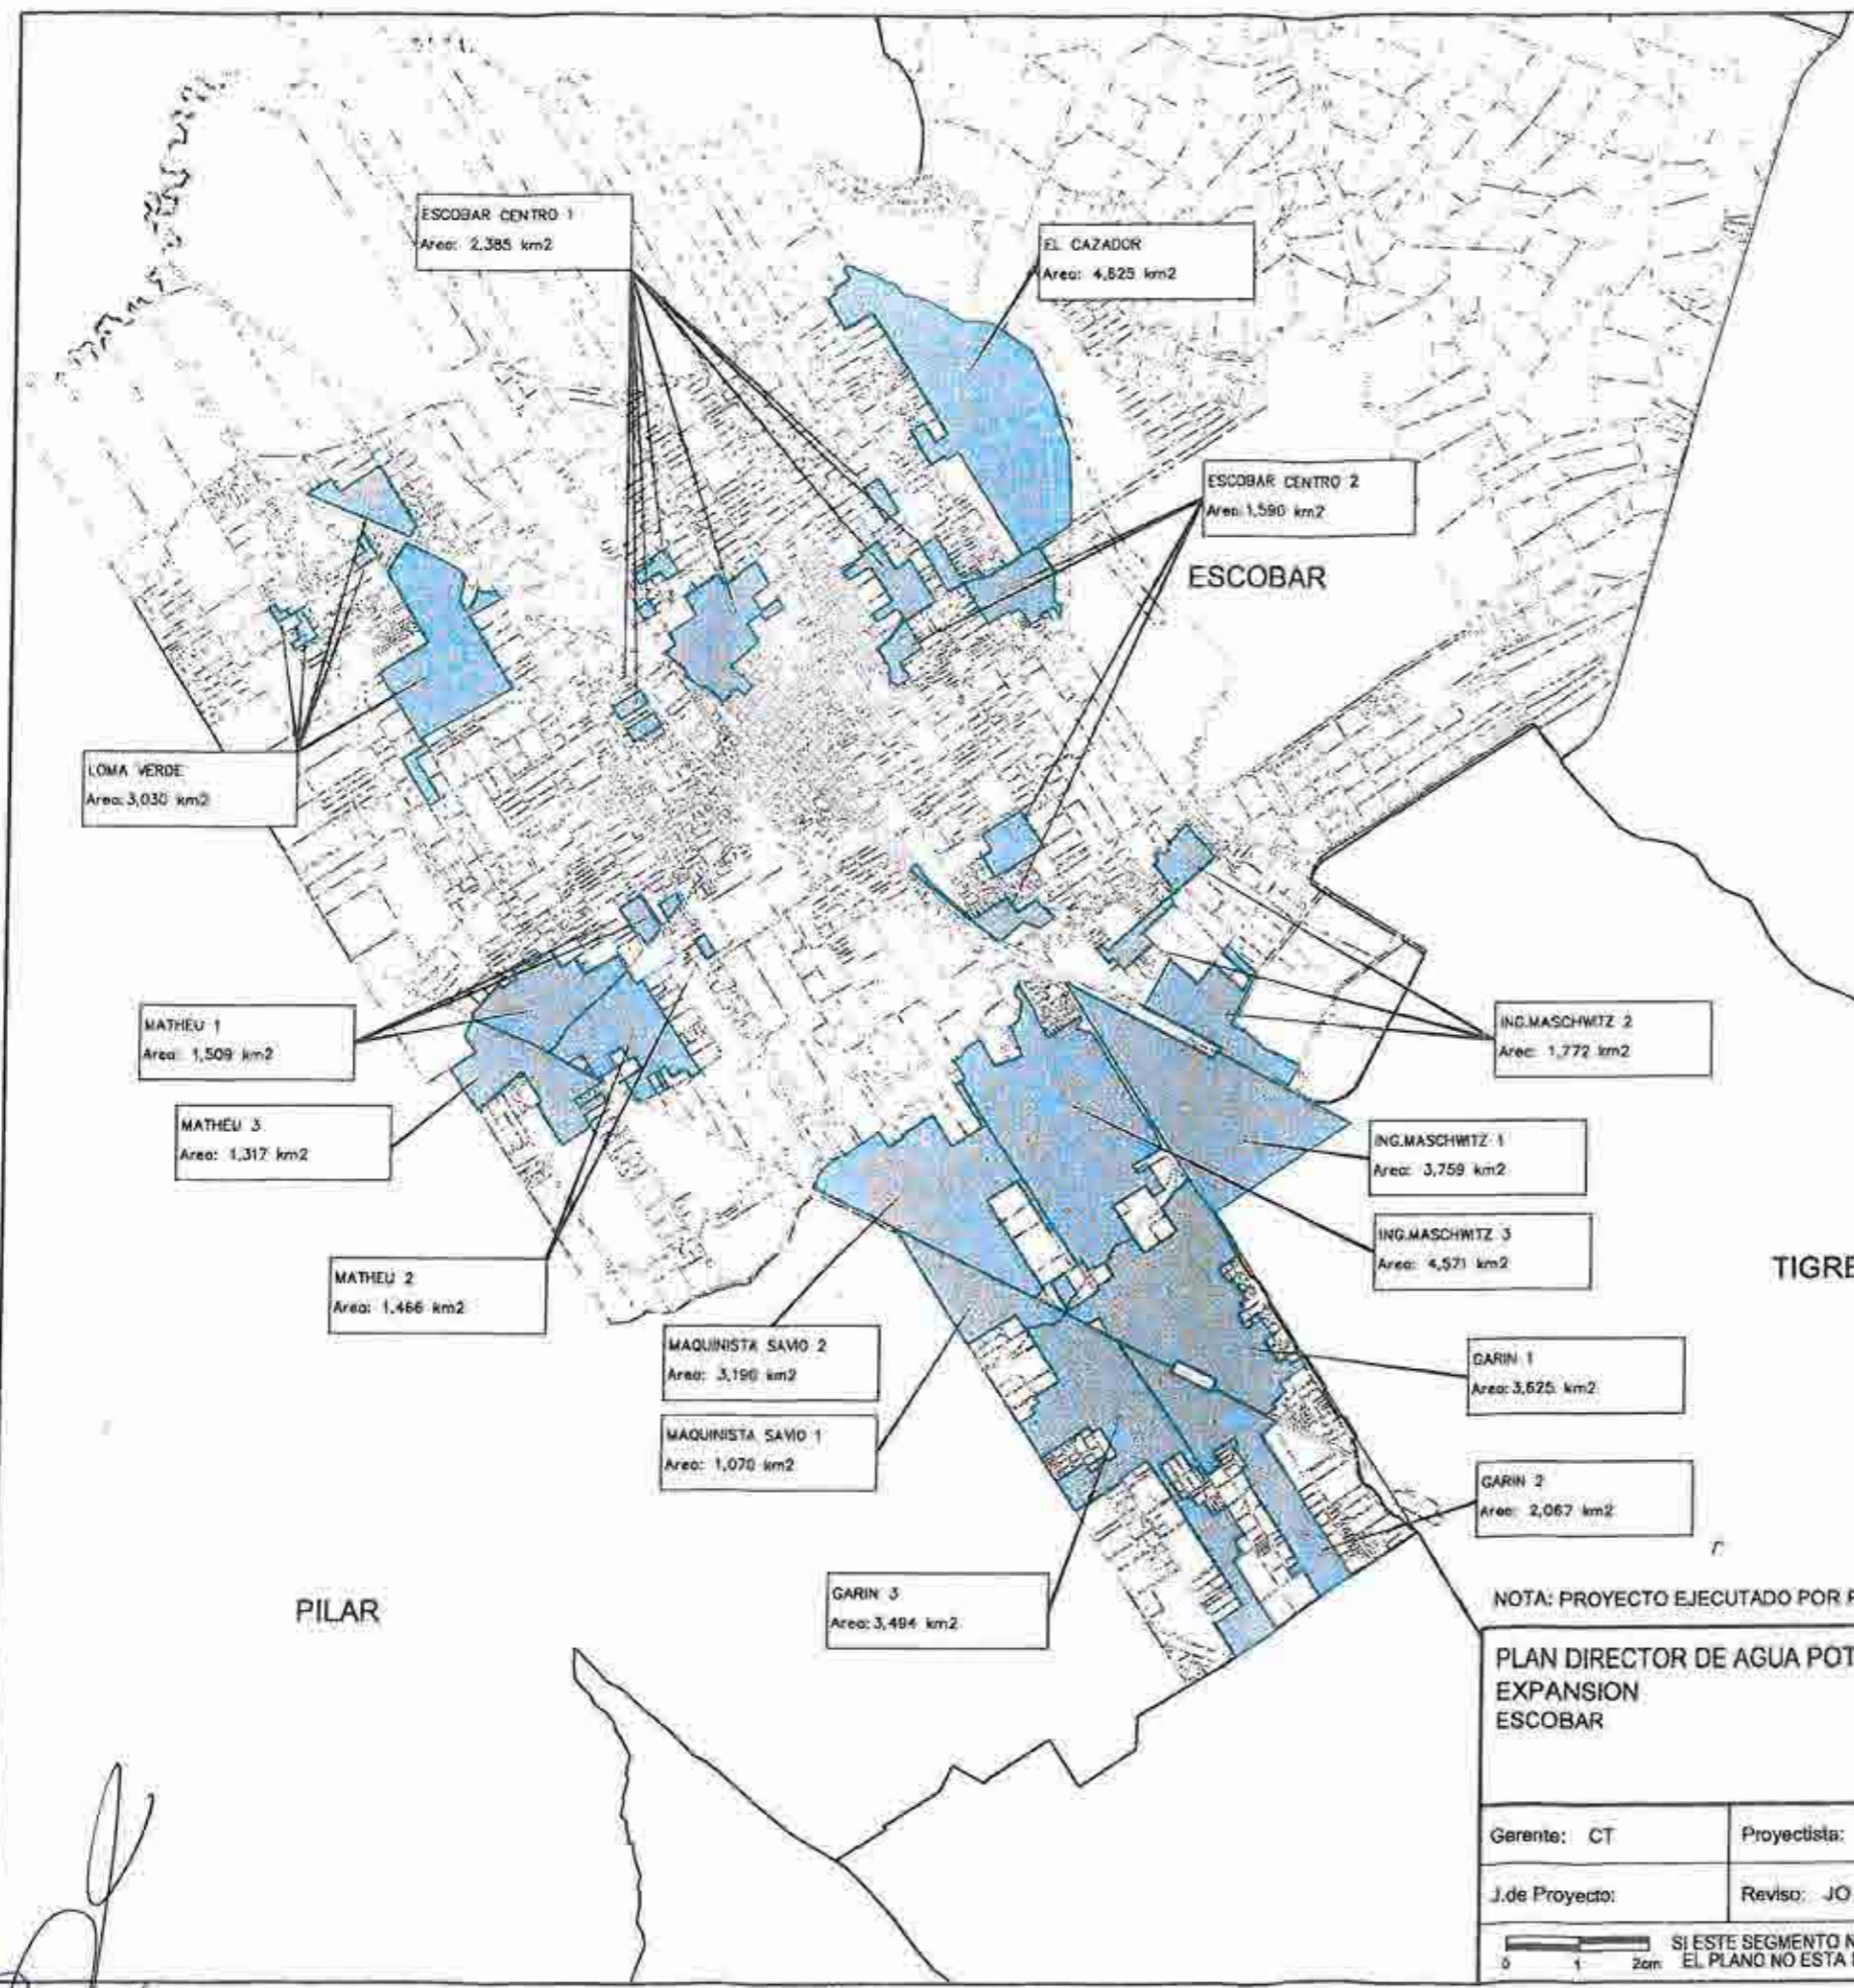 ESCOBAR CENTRO 1
Area: 2,385 km2
EL CAZADOR
Area: 4,625 km2
ESCOBAR CENTRO 2
Area: 1,590 km2
ESCOBAR
LOMA VERDE
Area: 3,030 km2
MATHEU 1
Area: 1,509 km2
ING.MASCHWITZ 2
Area: 1,772 km2
MATHEU 3
Area: 1,317 km2
ING.MASCHWITZ 1
Area: 3,759 km2
ING.MASCHWITZ 3
Area: 4,571 km2
TIGRE
MATHEU 2
Area: 1,466 km2
MAQUINISTA SAVIO 2
Area: 3,190 km2
GARIN 1
Area: 3,625 km2
MAQUINISTA SAVIO 1
Area: 1,070 km2
GARIN 2
Area: 2,067 km2
GARIN 3
Area: 3,494 km2
PILAR
NOTA: PROYECTO EJECUTADO POR
PLAN DIRECTOR DE AGUA POT
EXPANSION
ESCOBAR
Gerente: CT
Proyectista:
J.de Proyecto:
Reviso: JO
0 1 2cm
SI ESTE SEGMENTO N
EL PLANO NO ESTA